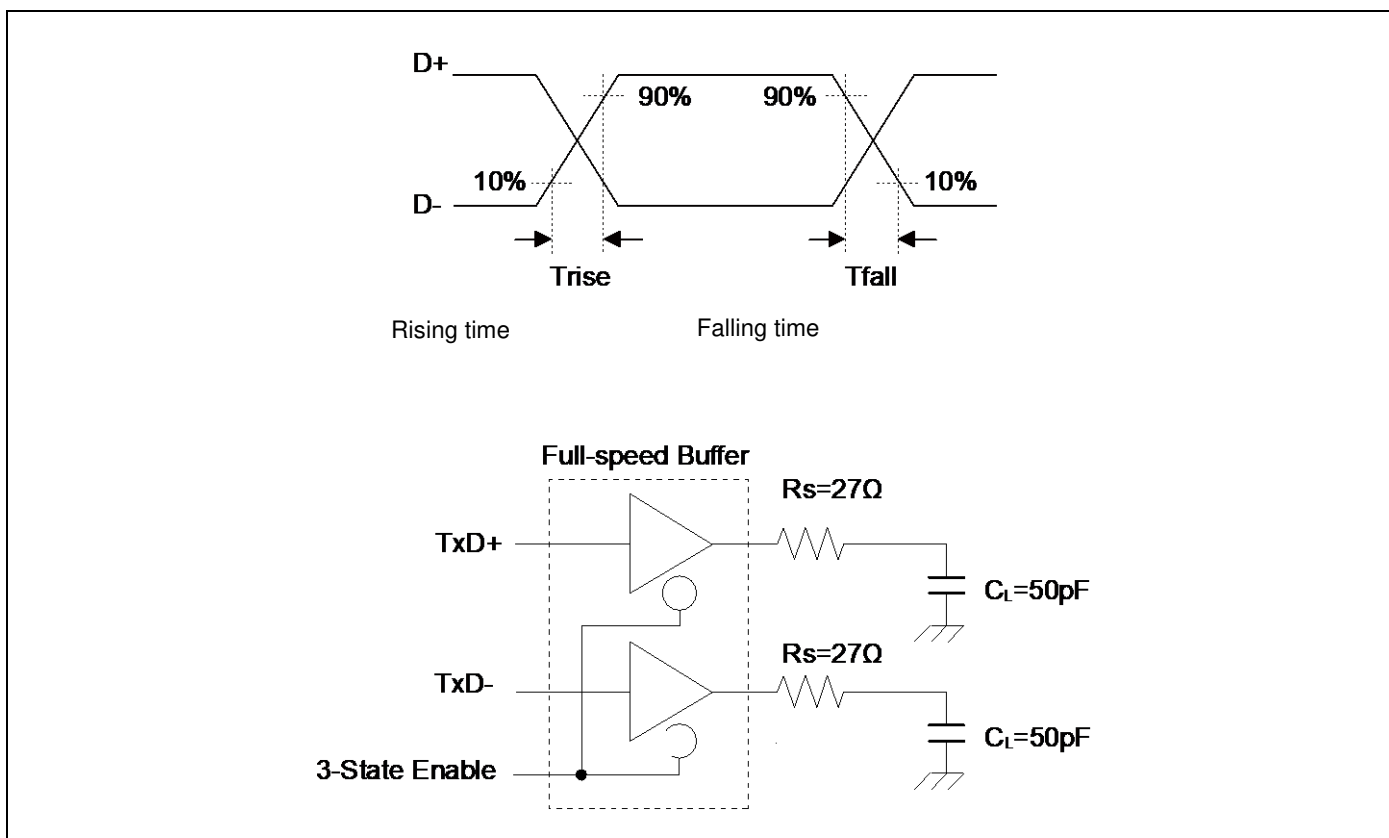 D+
90% 90%
10% 10%
D-
Trise Tfall
Rising time Falling time
Full-speed Buffer
Rs=27Ω
TxD+
CL=50pF
Rs=27Ω
TxD-
CL=50pF
3-State Enable